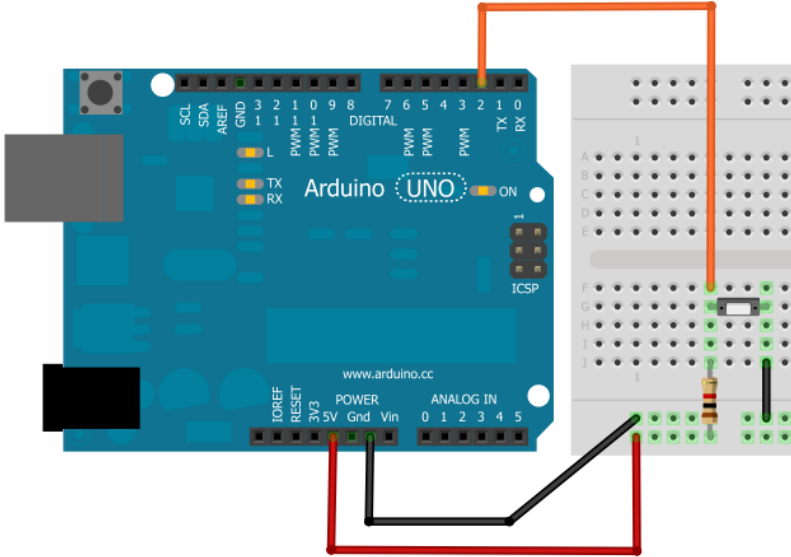 SCL SDA AREF GND 13 12 11 10 9 8 7 6 5 4 3 2 1 0
PWM PWM PWM DIGITAL PWM PWM PWM TX RX
L
TX
RX
Arduino UNO ON
1
ICSP
www.arduino.cc
POWER ANALOG IN
IOREF RESET 3V3 5V Gnd Vin 0 1 2 3 4 5
1
A
B
C
D
E
F
G
H
I
J
1